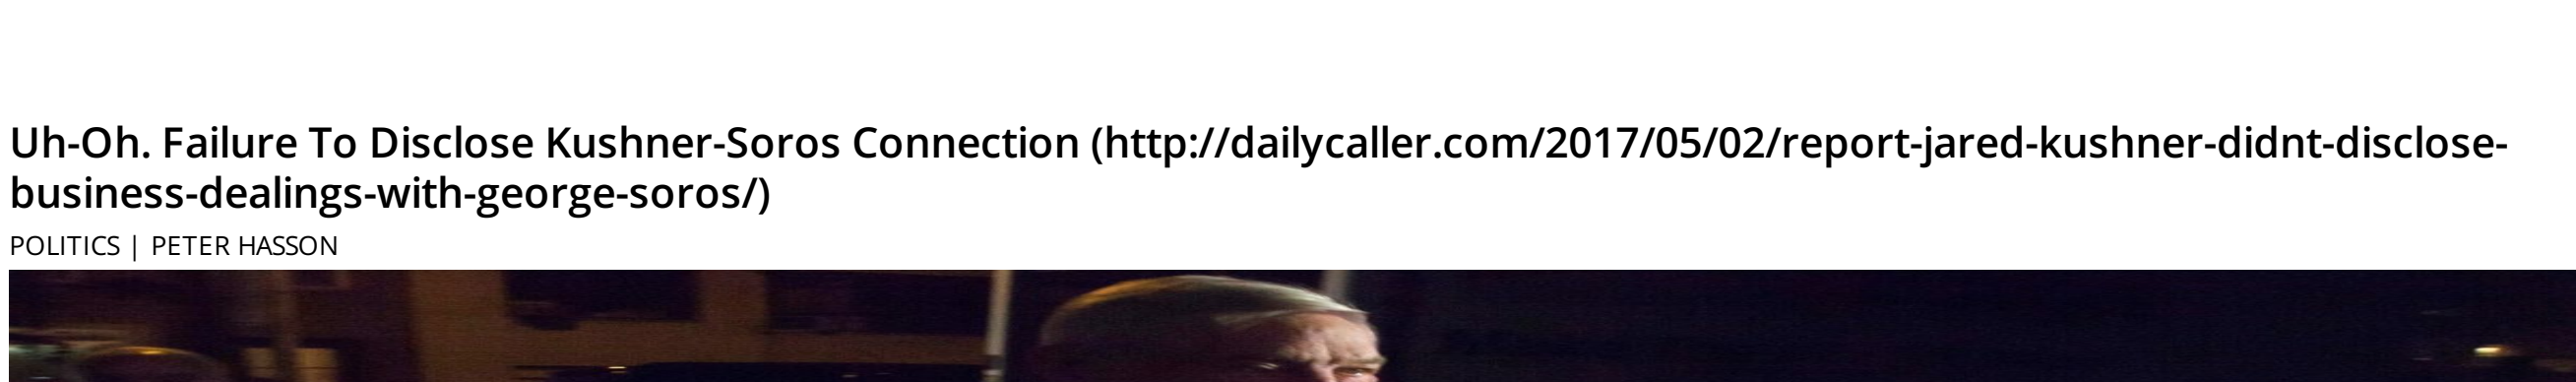 Uh-Oh. Failure To Disclose Kushner-Soros Connection (http://dailycaller.com/2017/05/02/report-jared-kushner-didnt-disclose-
business-dealings-with-george-soros/)
POLITICS | PETER HASSON